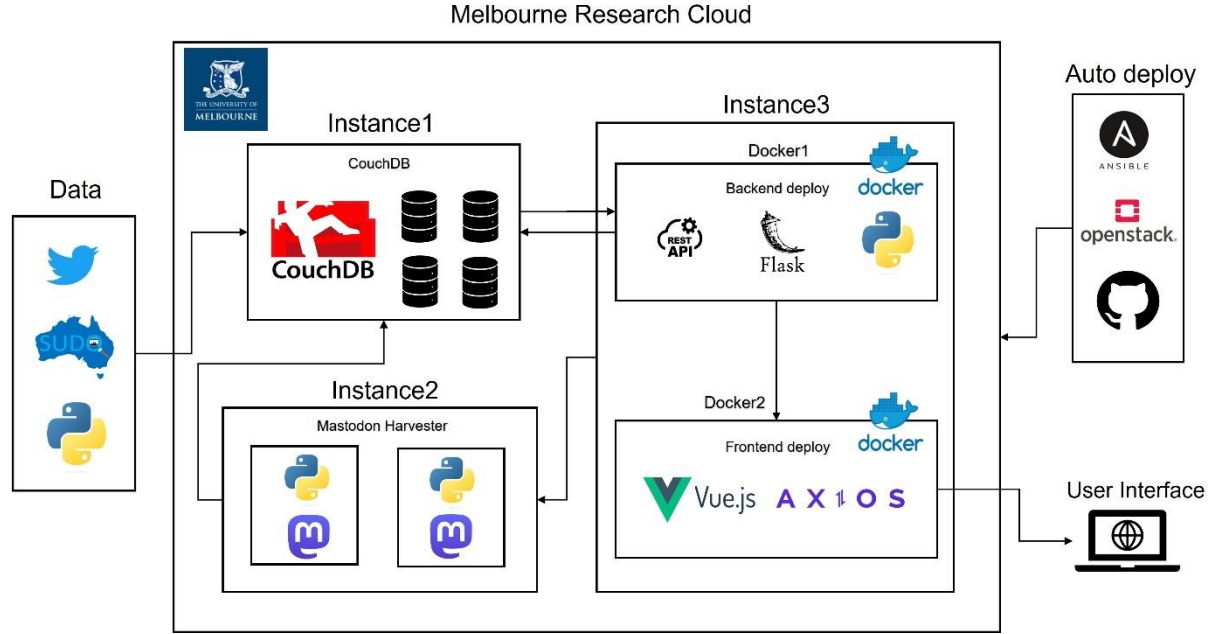 Melbourne Research Cloud
THE UNIVERSITY OF
MELBOURNE
Data
SUDO
Instance1
CouchDB
CouchDB
Instance2
Mastodon Harvester
m
m
Instance3
Docker1
Backend deploy
docker
REST
API
Flask
Docker2
docker
Frontend deploy
Vue.js
AXIOS
Auto deploy
A
ANSIBLE
openstack.
User Interface